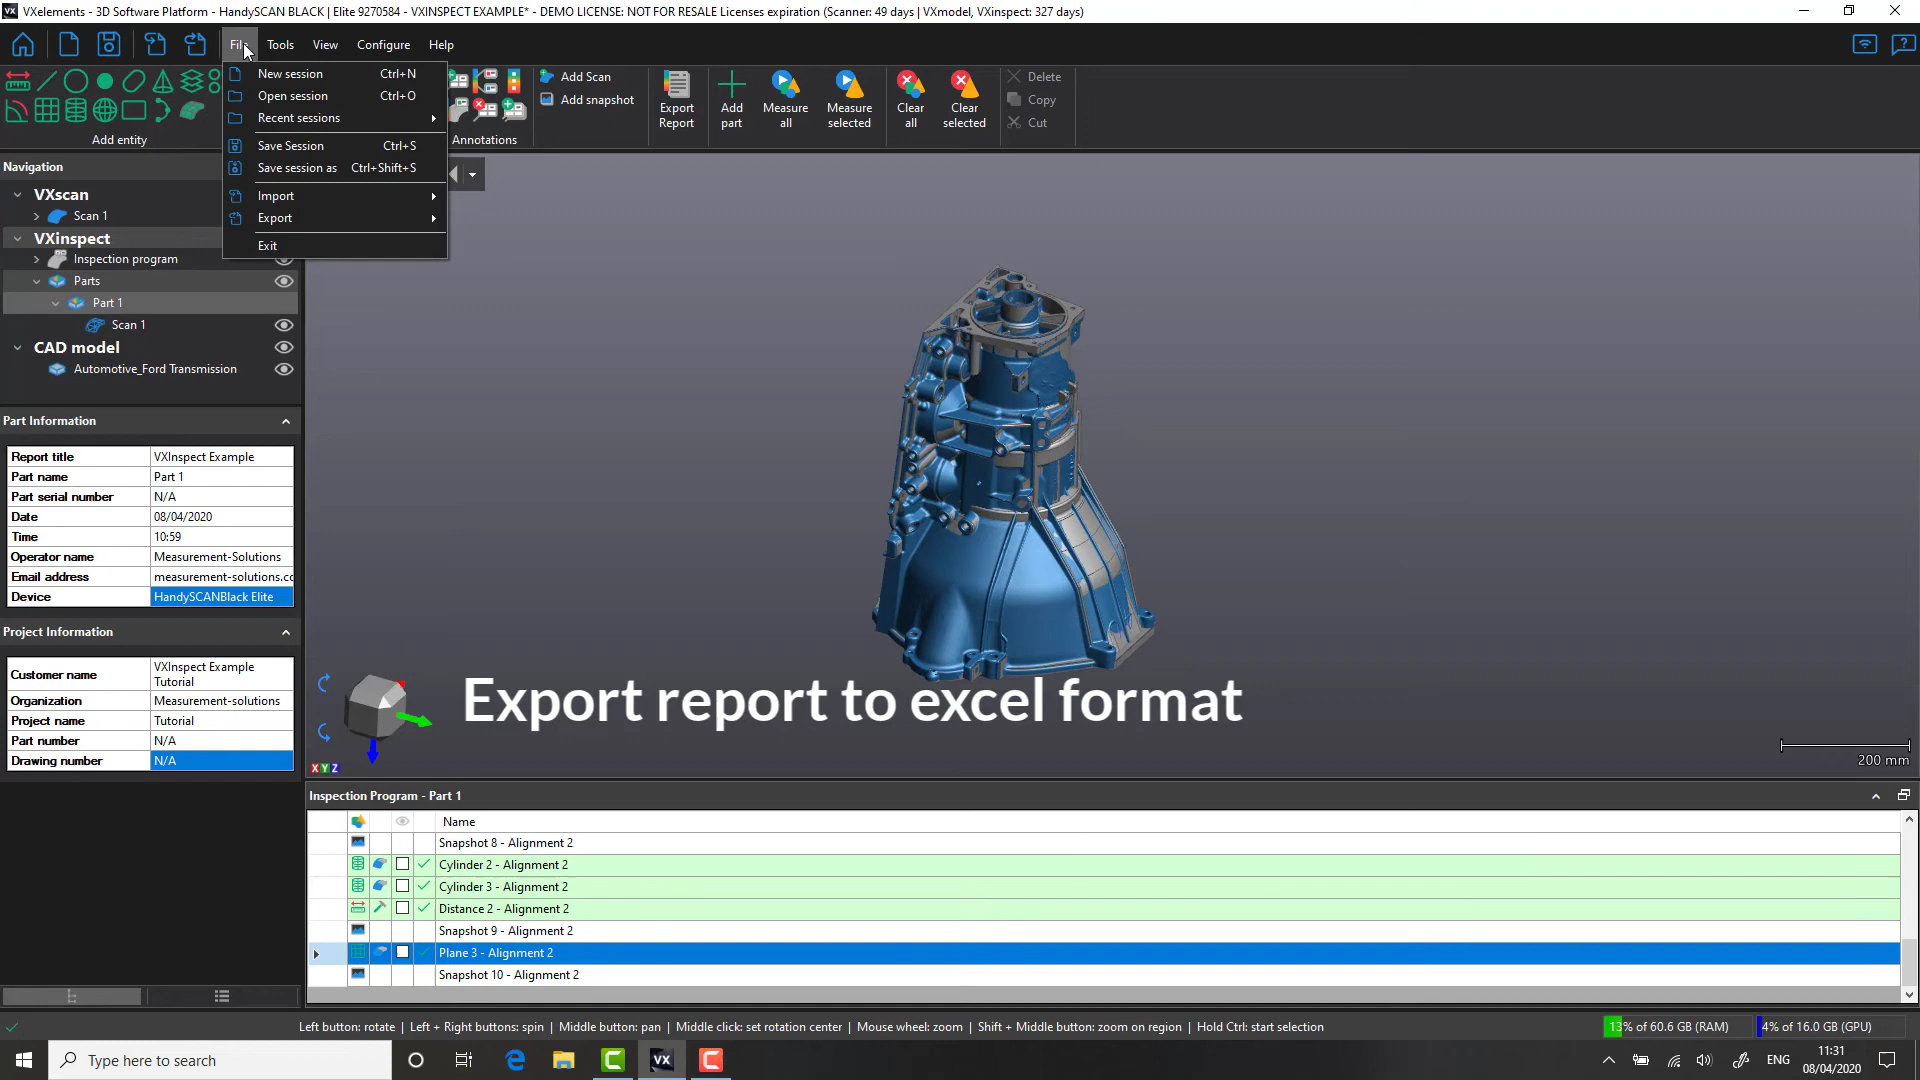 VX VXelements - 3D Software Platform - HandySCAN BLACK | Elite 9270584 - VXINSPECT EXAMPLE* - DEMO LICENSE: NOT FOR RESALE Licenses expiration (Scanner: 49 days | VXmodel, VXinspect: 327 days)
Tools View Configure Help
New session Ctrl+N
Open session Ctrl+O
Recent sessions
Save Session Ctrl+S
Save session as Ctrl+Shift+S
Import
Export
Exit
Add entity
Annotations
Add Scan
Add snapshot
Export Report
Add part
Measure all
Measure selected
Clear all
Clear selected
Delete
Copy
Cut
Navigation
VXscan
Scan 1
VXinspect
Inspection program
Parts
Part 1
Scan 1
CAD model
Automotive_Ford Transmission
Part Information
Report title VXInspect Example
Part name Part 1
Part serial number N/A
Date 08/04/2020
Time 10:59
Operator name Measurement-Solutions
Email address measurement-solutions.cc
Device HandySCANBlack Elite
Project Information
Customer name VXInspect Example Tutorial
Organization Measurement-solutions
Project name Tutorial
Part number N/A
Drawing number N/A
Export report to excel format
X Y Z
200 mm
Inspection Program - Part 1
Name
Snapshot 8 - Alignment 2
Cylinder 2 - Alignment 2
Cylinder 3 - Alignment 2
Distance 2 - Alignment 2
Snapshot 9 - Alignment 2
Plane 3 - Alignment 2
Snapshot 10 - Alignment 2
Left button: rotate | Left + Right buttons: spin | Middle button: pan | Middle click: set rotation center | Mouse wheel: zoom | Shift + Middle button: zoom on region | Hold Ctrl: start selection
13% of 60.6 GB (RAM) 4% of 16.0 GB (GPU)
Type here to search
VX
ENG
11:31
08/04/2020